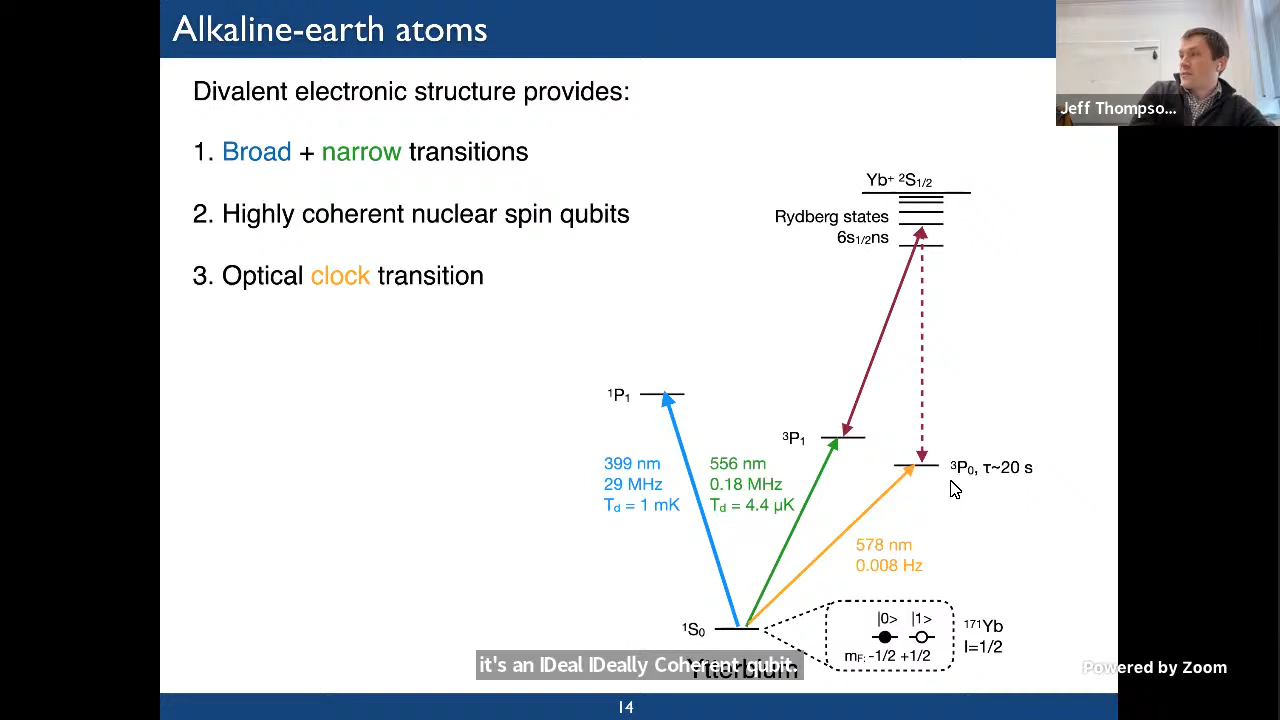 Alkaline-earth atoms
Jeff Thompso...
Divalent electronic structure provides:
1. Broad + narrow transitions
2. Highly coherent nuclear spin qubits
3. Optical clock transition
Yb+ ²S1/2
Rydberg states
6s1/2ns
¹P1
³P1
³P0, τ~20 s
399 nm
29 MHz
Td = 1 mK
556 nm
0.18 MHz
Td = 4.4 μK
578 nm
0.008 Hz
¹S0
|0> |1>
mF: -1/2 +1/2
¹⁷¹Yb
I=1/2
it's an IDeal IDeally Coherent qubit.
Ytterbium
Powered by Zoom
14